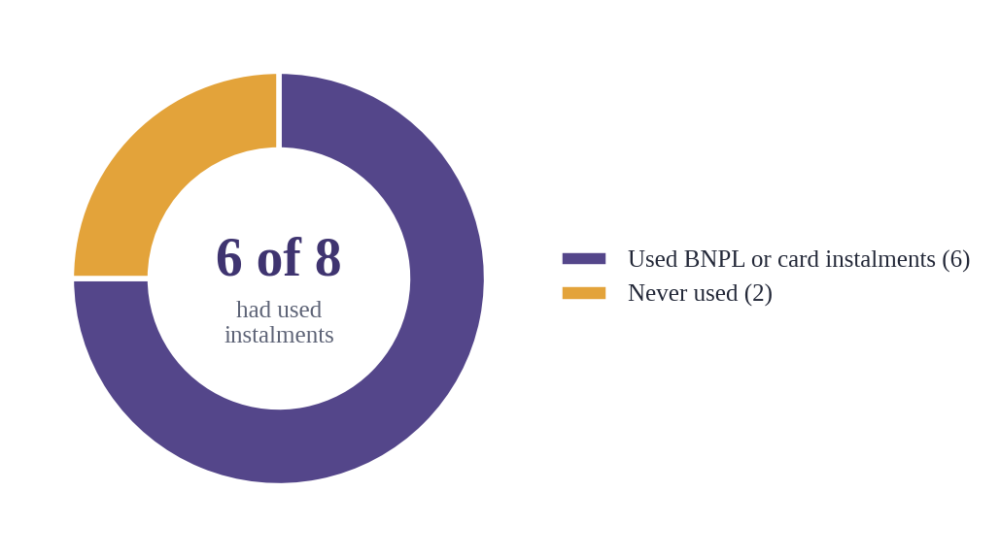 6 of 8
had used
instalments
Used BNPL or card instalments (6)
Never used (2)